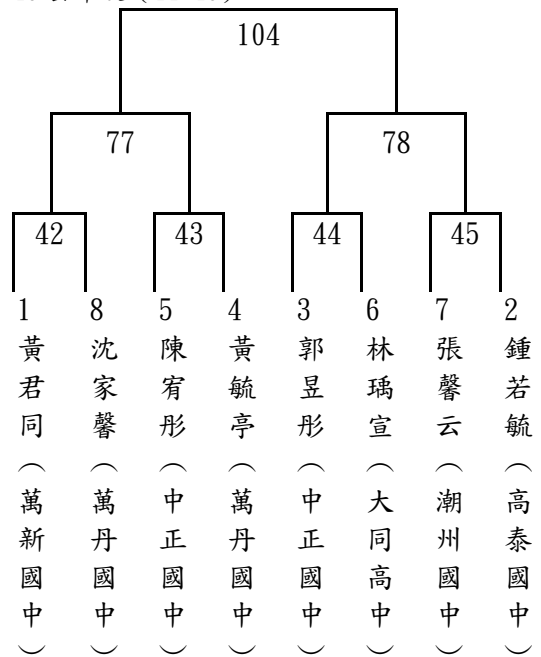 104
77
78
42
43
44
45
1
8
5
4
3
6
7
2
黃君同（萬新國中）
沈家馨（萬丹國中）
陳宥彤（中正國中）
黃毓亭（萬丹國中）
郭昱彤（中正國中）
林瑀宣（大同高中）
張馨云（潮州國中）
鍾若毓（高泰國中）